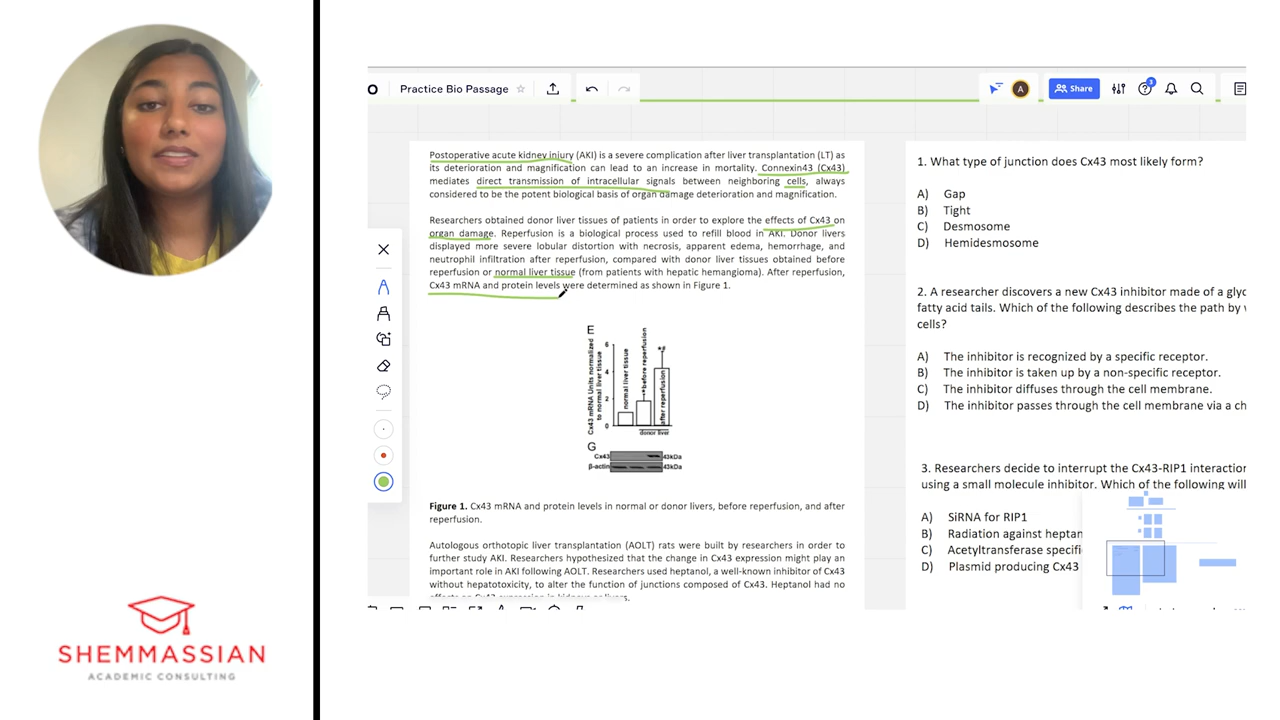 Practice Bio Passage
A
Share
3
Postoperative acute kidney injury (AKI) is a severe complication after liver transplantation (LT) as
its deterioration and magnification can lead to an increase in mortality. Connexin43 (Cx43)
mediates direct transmission of intracellular signals between neighboring cells, always
considered to be the potent biological basis of organ damage deterioration and magnification.
Researchers obtained donor liver tissues of patients in order to explore the effects of Cx43 on
organ damage. Reperfusion is a biological process used to refill blood in AKI. Donor livers
displayed more severe lobular distortion with necrosis, apparent edema, hemorrhage, and
neutrophil infiltration after reperfusion, compared with donor liver tissues obtained before
reperfusion or normal liver tissue (from patients with hepatic hemangioma). After reperfusion,
Cx43 mRNA and protein levels were determined as shown in Figure 1.
E
Cx43 mRNA Units normalized
to normal liver tissue
6
4
2
0
normal liver tissue
*before reperfusion
*#
after reperfusion
donor liver
G
Cx43
43kDa
β-actin
43kDa
Figure 1. Cx43 mRNA and protein levels in normal or donor livers, before reperfusion, and after
reperfusion.
Autologous orthotopic liver transplantation (AOLT) rats were built by researchers in order to
further study AKI. Researchers hypothesized that the change in Cx43 expression might play an
important role in AKI following AOLT. Researchers used heptanol, a well-known inhibitor of Cx43
without hepatotoxicity, to alter the function of junctions composed of Cx43. Heptanol had no
1. What type of junction does Cx43 most likely form?
A) Gap
B) Tight
C) Desmosome
D) Hemidesmosome
2. A researcher discovers a new Cx43 inhibitor made of a glyc
fatty acid tails. Which of the following describes the path by
cells?
A) The inhibitor is recognized by a specific receptor.
B) The inhibitor is taken up by a non-specific receptor.
C) The inhibitor diffuses through the cell membrane.
D) The inhibitor passes through the cell membrane via a ch
3. Researchers decide to interrupt the Cx43-RIP1 interaction
using a small molecule inhibitor. Which of the following will
A) SiRNA for RIP1
B) Radiation against heptan
C) Acetyltransferase specifi
D) Plasmid producing Cx43
SHEMMASSIAN
ACADEMIC CONSULTING